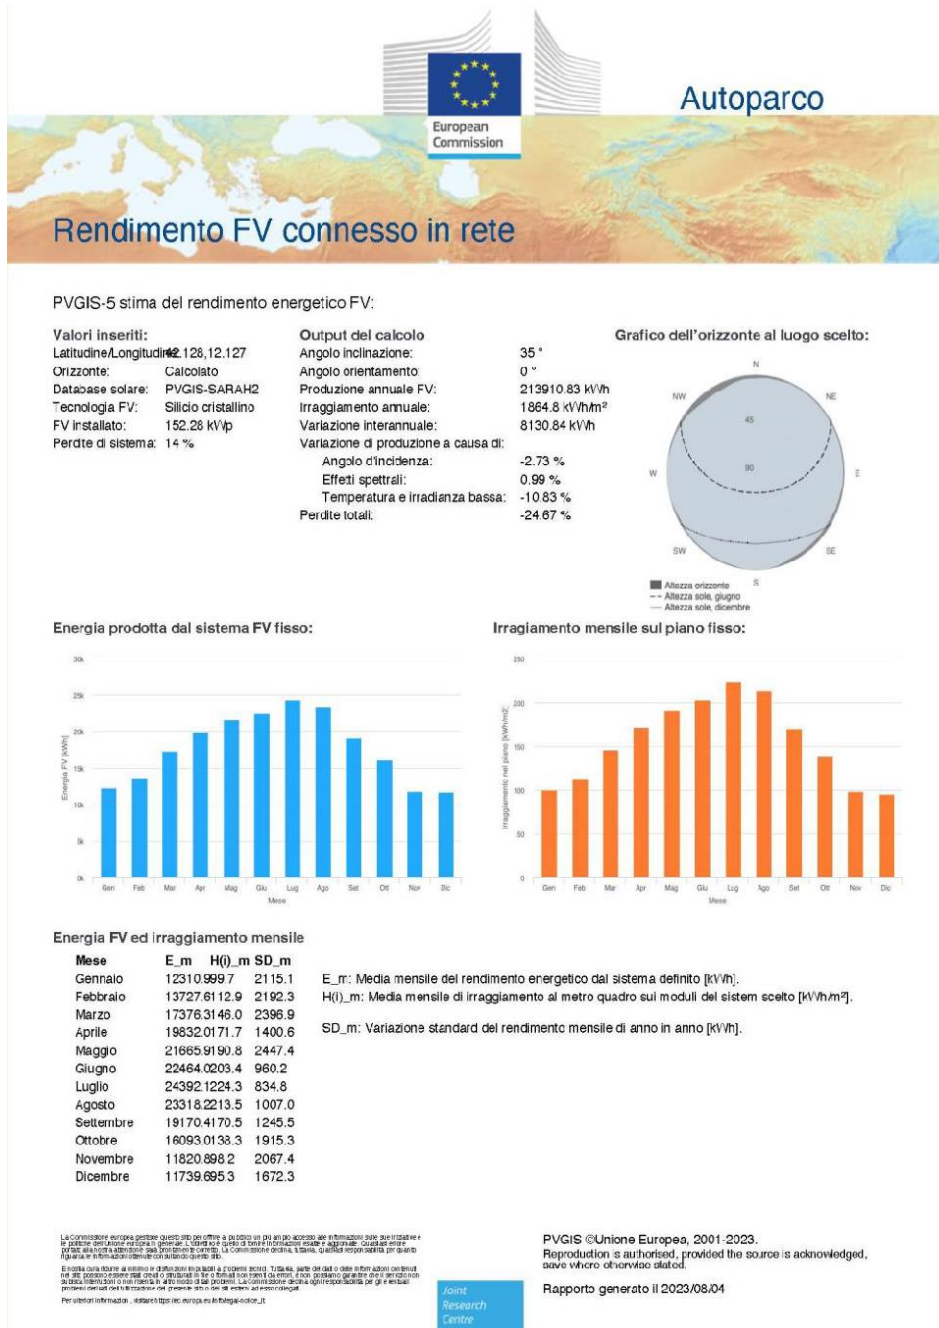 European
Commission
Autoparco
Rendimento FV connesso in rete
PVGIS-5 stima del rendimento energetico FV:
Valori inseriti:
Latitudine/Longitudine: 42.128,12.127
Orizzonte: Calcolato
Database solare: PVGIS-SARAH2
Tecnologia FV: Silicio cristallino
FV installato: 152.28 kWp
Perdite di sistema: 14 %
Output del calcolo
Angolo inclinazione: 35 °
Angolo orientamento: 0 °
Produzione annuale FV: 213910.83 kWh
Irraggiamento annuale: 1864.8 kWh/m²
Variazione interannuale: 8130.84 kWh
Variazione di produzione a causa di:
Angolo d'incidenza: -2.73 %
Effetti spettrali: 0.99 %
Temperatura e irradianza bassa: -10.83 %
Perdite totali: -24.67 %
Grafico dell'orizzonte al luogo scelto:
N
NW NE
45
W 90 E
SW SE
S
Altezza orizzonte
Altezza sole, giugno
Altezza sole, dicembre
Energia prodotta dal sistema FV fisso:
30k
25k
20k
15k
10k
5k
0k
Energia FV [kWh]
Gen Feb Mar Apr Mag Giu Lug Ago Set Ott Nov Dic
Mese
Irragiamento mensile sul piano fisso:
250
200
150
100
50
0
Irraggiamento nel piano [kWh/m2]
Gen Feb Mar Apr Mag Giu Lug Ago Set Ott Nov Dic
Mese
Energia FV ed irraggiamento mensile
Mese E_m H(i)_m SD_m
Gennaio 12310.9 99.7 2115.1
Febbraio 13727.6 112.9 2192.3
Marzo 17376.3 146.0 2396.9
Aprile 19832.0 171.7 1400.6
Maggio 21665.9 190.8 2447.4
Giugno 22464.0 203.4 960.2
Luglio 24392.1 224.3 834.8
Agosto 23318.2 213.5 1007.0
Settembre 19170.4 170.5 1245.5
Ottobre 16093.0 138.3 1915.3
Novembre 11820.8 98.2 2067.4
Dicembre 11739.6 95.3 1672.3
E_m: Media mensile del rendimento energetico dal sistema definito [kWh].
H(i)_m: Media mensile di irraggiamento al metro quadro sui moduli del sistem scelto [kWh/m²].
SD_m: Variazione standard del rendimento mensile di anno in anno [kWh].
Joint
Research
Centre
PVGIS ©Unione Europea, 2001-2023.
Reproduction is authorised, provided the source is acknowledged,
save where otherwise stated.
Rapporto generato il 2023/08/04